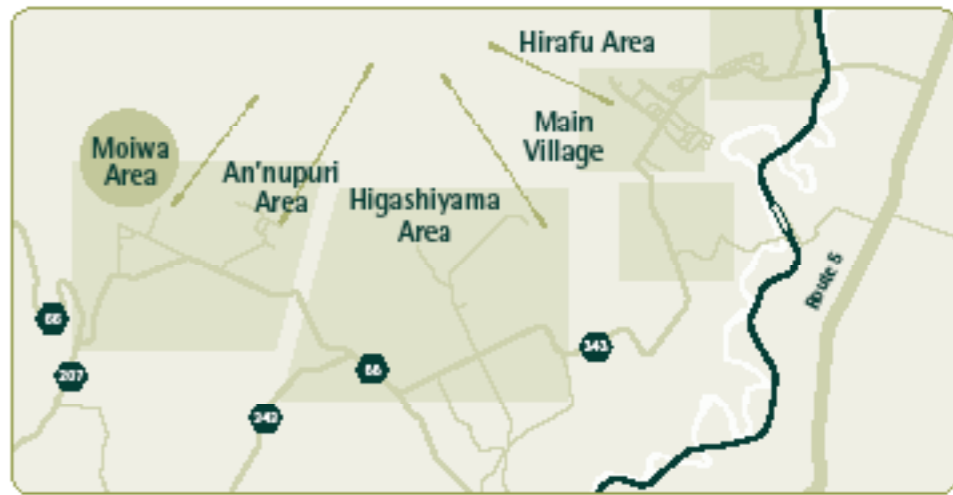 Hirafu Area
Main
Village
Moiwa
Area
An'nupuri
Area
Higashiyama
Area
Route 5
66
207
343
66
343